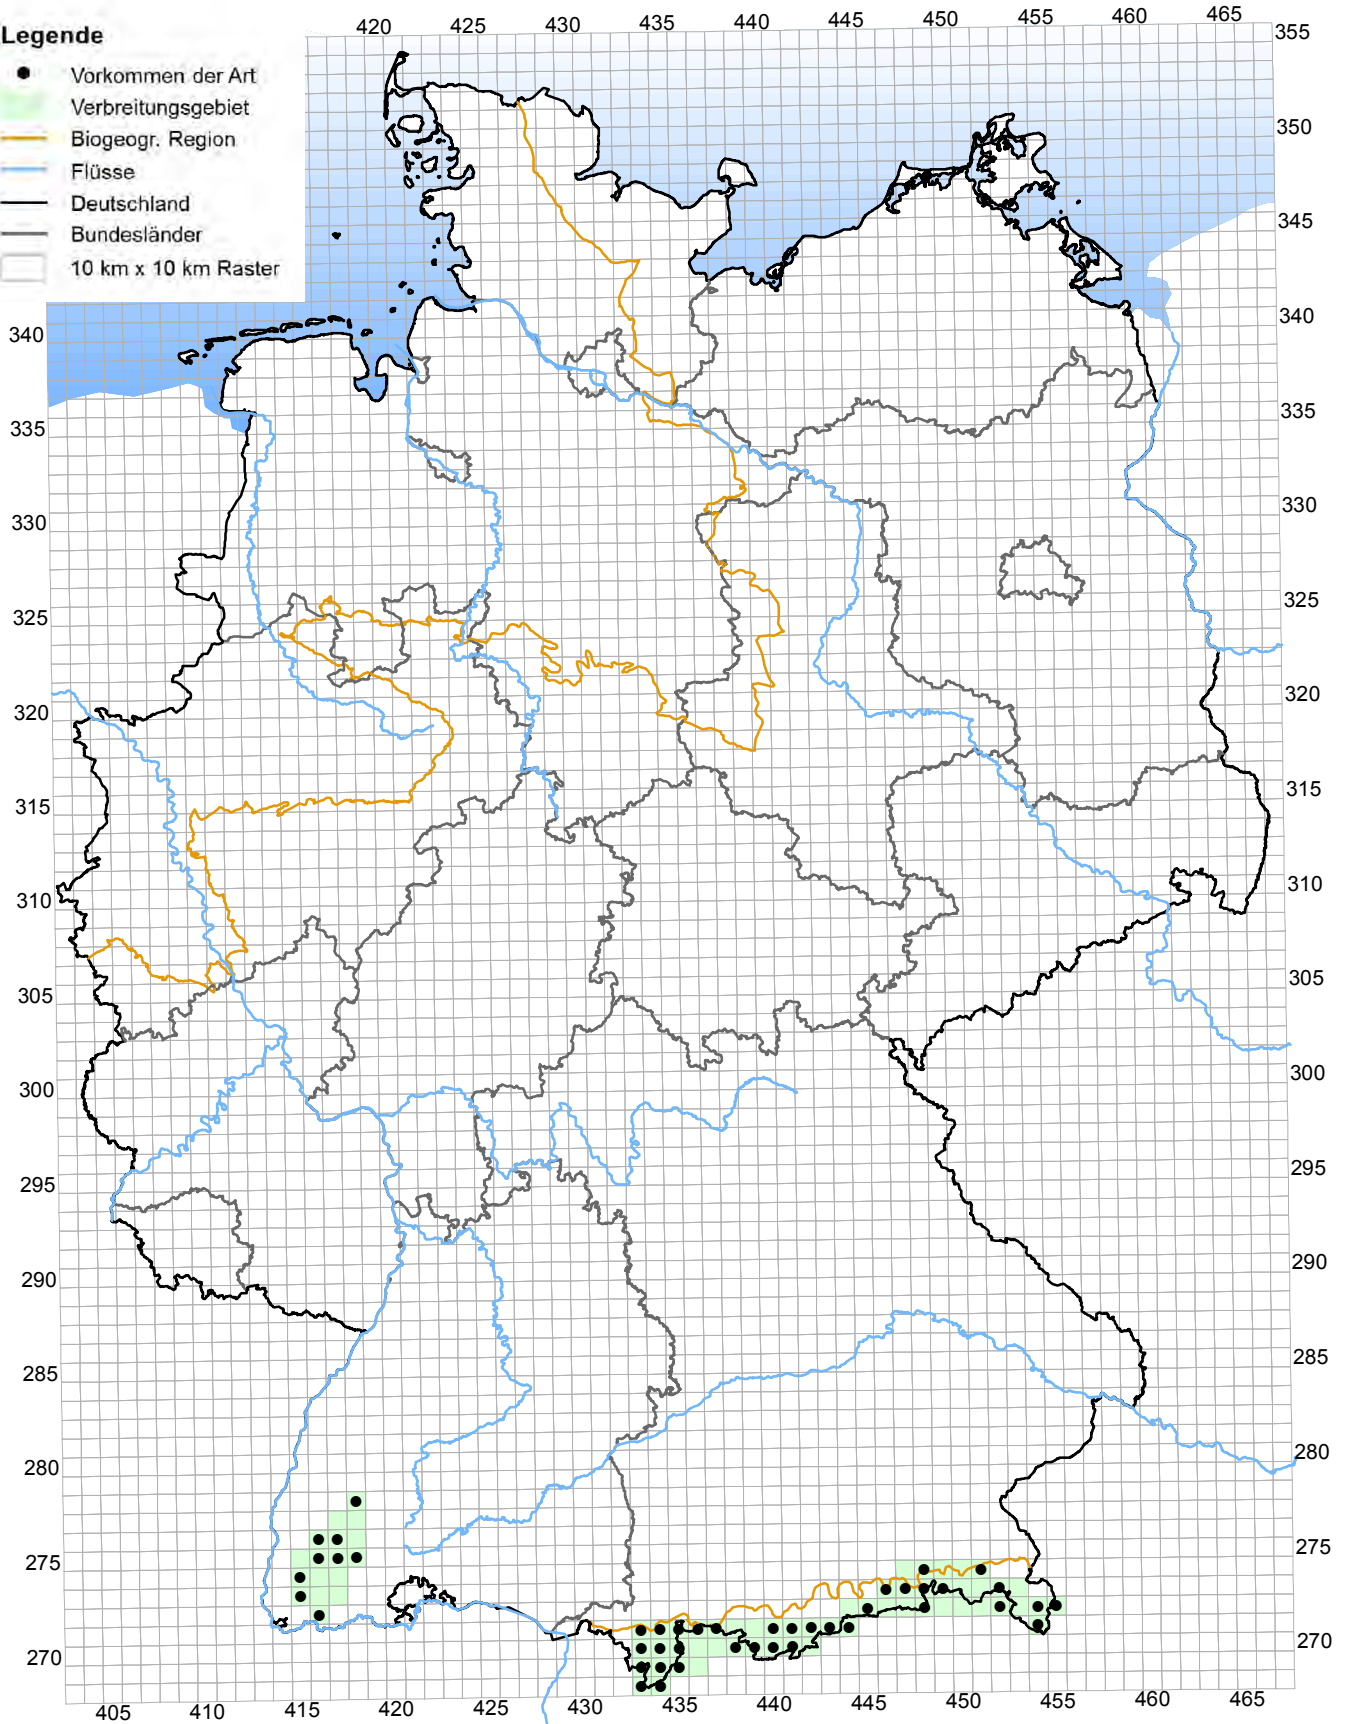 420 425 430 435 440 445 450 455 460 465
355
Legende
Vorkommen der Art
Verbreitungsgebiet
Biogeogr. Region
Flüsse
Deutschland
Bundesländer
10 km x 10 km Raster
350
345
340 340
335 335
330 330
325 325
320 320
315 315
310 310
305 305
300 300
295 295
290 290
285 285
280 280
275 275
270 270
405 410 415 420 425 430 435 440 445 450 455 460 465